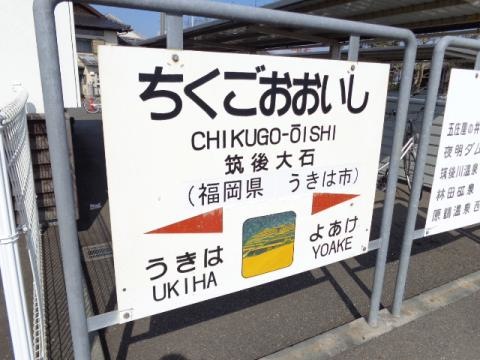 ちくごおおいし
CHIKUGO-ŌISHI
筑後大石
(福岡県 うきは市)
うきは よあけ
UKIHA YOAKE
五庄屋の井
夜明ダム
筑後川温泉
林田砿泉
原鶴温泉西